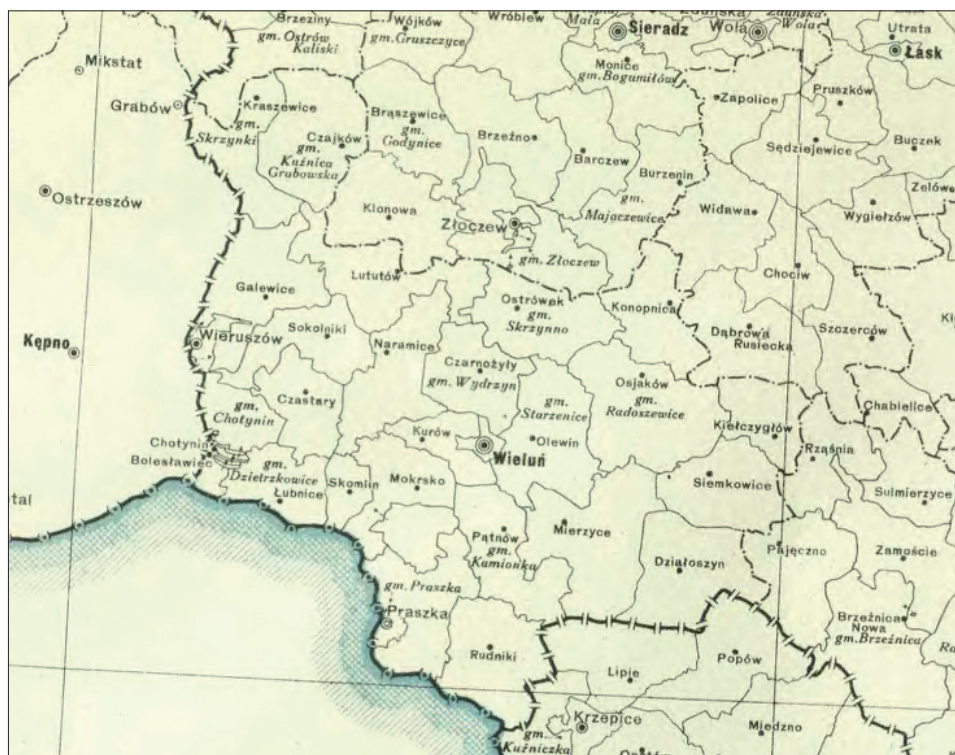 Brzeziny
gm. Ostrów
Kaliski
Wójków
gm. Gruszczyce
Wróblew
Mała
Sieradz
Zduńska
Wola
Zduńska
Wola
Utrata
Łask
Mikstat
Monice
gm. Bogumiłów
Grabów
Kraszewice
gm.
Skrzynki
Czajków
gm.
Kuźnica
Grabowska
Brąszewice
gm.
Godynice
Brzeźno
Barczew
Zapolice
Pruszków
Sędziejewice
Buczek
Burzenin
gm.
Majaczewice
Zelów
Ostrzeszów
Klonowa
Złoczew
gm. Złoczew
Widawa
Wygiełzów
Chociw
Lututów
Galewice
Ostrówek
gm.
Skrzynno
Konopnica
Sokolniki
Dąbrowa
Rusiecka
Szczerców
Kępno
Wieruszów
Naramice
Czarnożyły
gm. Wydrzyn
Osjaków
gm.
Radoszewice
Czastary
gm.
Chotynin
gm.
Starzenice
Chabielice
Kiełczygłów
Kurów
Wieluń
Olewin
Chotynin
Bolesławiec
Rząśnia
gm.
Dzietrzkowice
Skomlin
Mokrsko
Siemkowice
Sulmierzyce
tal
Łubnice
Pątnów
gm.
Kamionka
Mierzyce
Pajęczno
Zamoście
Działoszyn
gm. Praszka
Praszka
Brzeźnica
Nowa
gm. Brzeźnica
Rudniki
Lipie
Popów
Krzepice
gm.
Kuźniczka
Miedzno